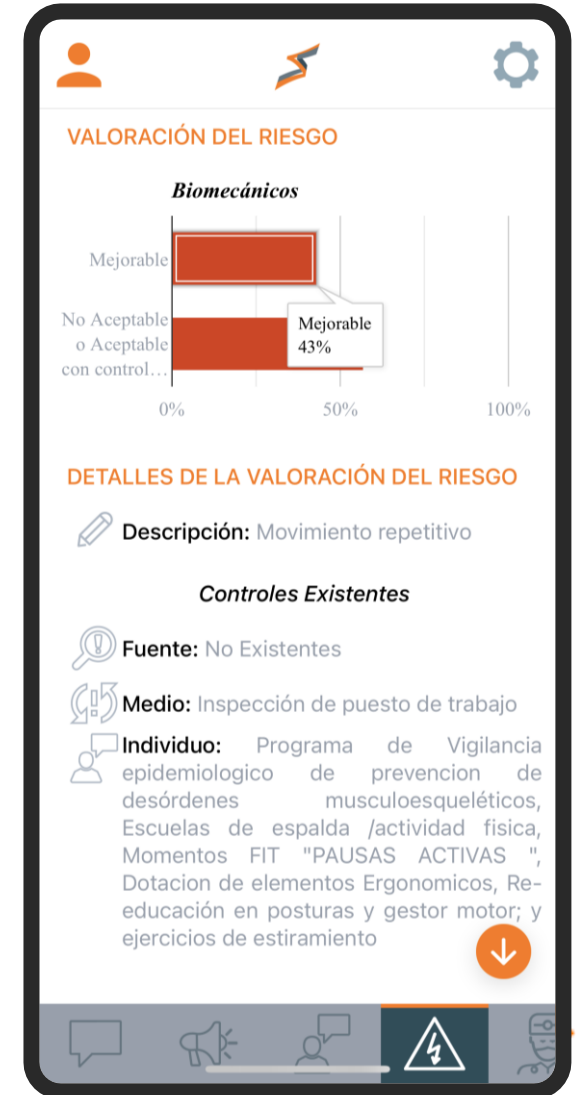 VALORACIÓN DEL RIESGO
Biomecánicos
Mejorable
No Aceptable
o Aceptable
con control…
Mejorable
43%
0%
50%
100%
DETALLES DE LA VALORACIÓN DEL RIESGO
Descripción: Movimiento repetitivo
Controles Existentes
Fuente: No Existentes
Medio: Inspección de puesto de trabajo
Individuo: Programa de Vigilancia
epidemiologico de prevencion de
desórdenes musculoesqueléticos,
Escuelas de espalda /actividad fisica,
Momentos FIT "PAUSAS ACTIVAS ",
Dotacion de elementos Ergonomicos, Re-
educación en posturas y gestor motor; y
ejercicios de estiramiento